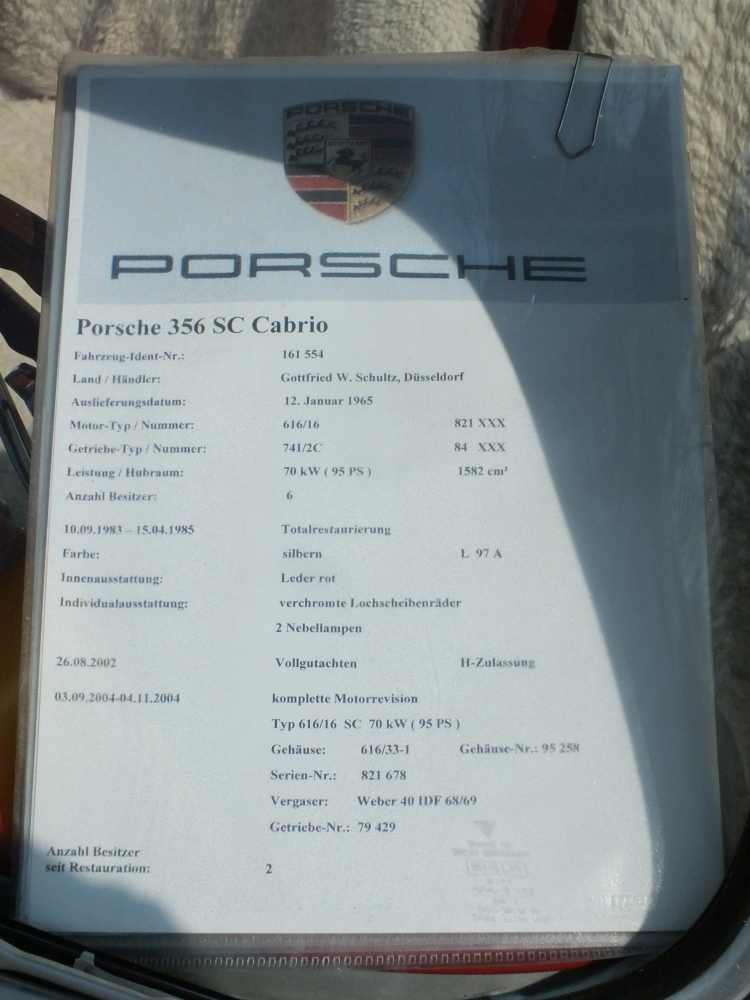 PORSCHE
STUTTGART
PORSCHE
Porsche 356 SC Cabrio
Fahrzeug-Ident-Nr.: 161 554
Land / Händler: Gottfried W. Schultz, Düsseldorf
Auslieferungsdatum: 12. Januar 1965
Motor-Typ / Nummer: 616/16 821 XXX
Getriebe-Typ / Nummer: 741/2C 84 XXX
Leistung / Hubraum: 70 kW ( 95 PS ) 1582 cm³
Anzahl Besitzer: 6
10.09.1983 – 15.04.1985 Totalrestaurierung
Farbe: silbern L 97 A
Innenausstattung: Leder rot
Individualausstattung: verchromte Lochscheibenräder
2 Nebellampen
26.08.2002 Vollgutachten H-Zulassung
03.09.2004-04.11.2004 komplette Motorrevision
Typ 616/16 SC 70 kW ( 95 PS )
Gehäuse: 616/33-1 Gehäuse-Nr.: 95 258
Serien-Nr.: 821 678
Vergaser: Weber 40 IDF 68/69
Getriebe-Nr.: 79 429
Anzahl Besitzer
seit Restauration: 2